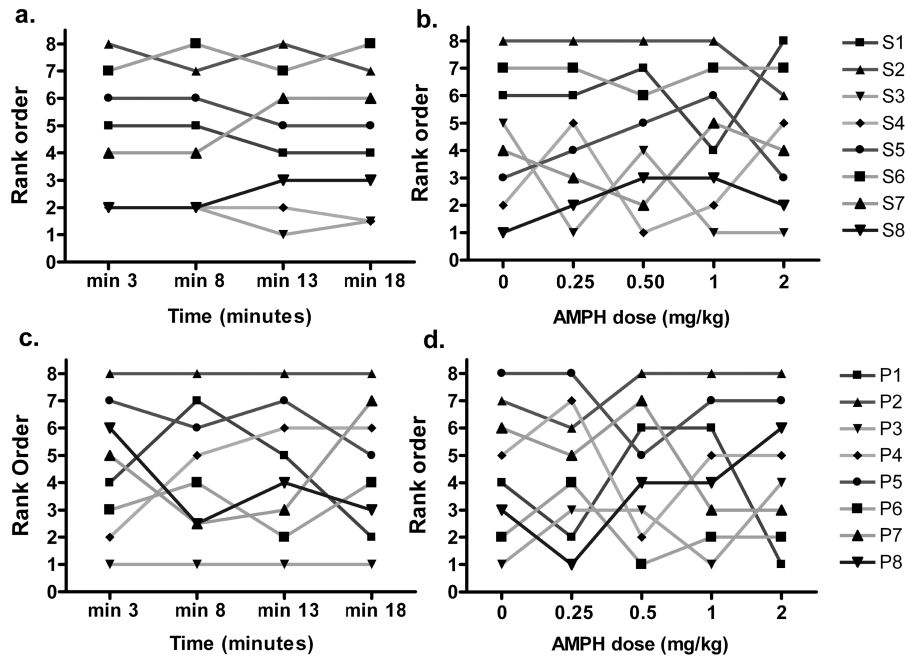 a.
Rank order
8
7
6
5
4
3
2
1
0
min 3 min 8 min 13 min 18
Time (minutes)
b.
Rank order
8
7
6
5
4
3
2
1
0
0 0.25 0.50 1 2
AMPH dose (mg/kg)
S1
S2
S3
S4
S5
S6
S7
S8
c.
Rank Order
8
7
6
5
4
3
2
1
0
min 3 min 8 min 13 min 18
Time (minutes)
d.
Rank order
8
7
6
5
4
3
2
1
0
0 0.25 0.5 1 2
AMPH dose (mg/kg)
P1
P2
P3
P4
P5
P6
P7
P8